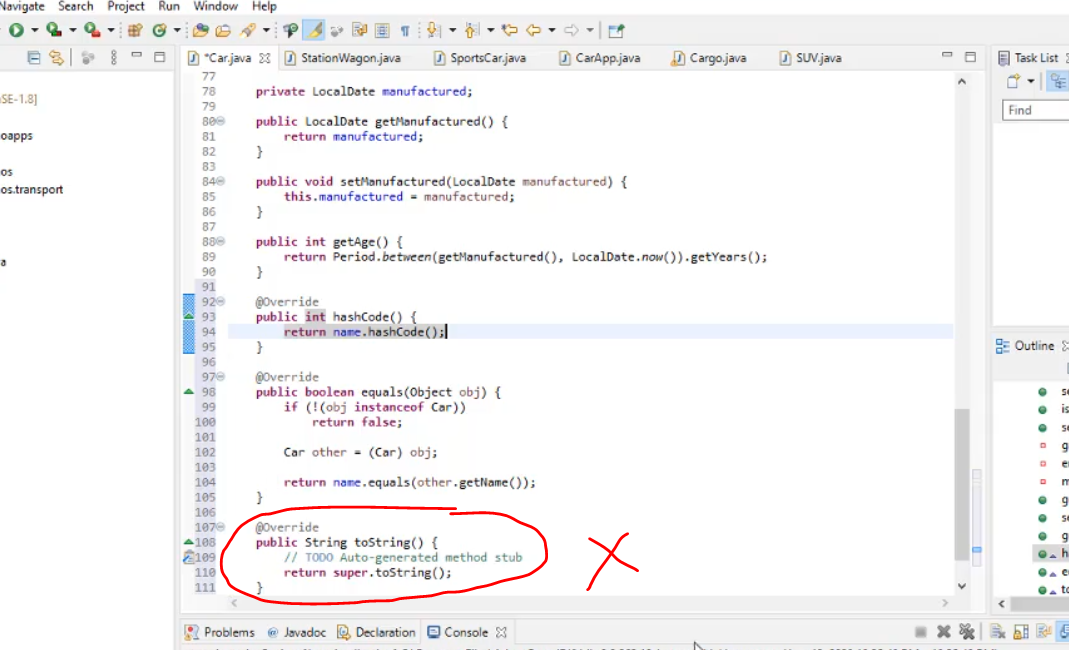 Navigate Search Project Run Window Help
*Car.java StationWagon.java SportsCar.java CarApp.java Cargo.java SUV.java Task List
77
78 private LocalDate manufactured;
79
80 public LocalDate getManufactured() {
81 return manufactured;
82 }
83
84 public void setManufactured(LocalDate manufactured) {
85 this.manufactured = manufactured;
86 }
87
88 public int getAge() {
89 return Period.between(getManufactured(), LocalDate.now()).getYears();
90 }
91
92 @Override
93 public int hashCode() {
94 return name.hashCode();
95 }
96
97 @Override
98 public boolean equals(Object obj) {
99 if (!(obj instanceof Car))
100 return false;
101
102 Car other = (Car) obj;
103
104 return name.equals(other.getName());
105 }
106
107 @Override
108 public String toString() {
109 // TODO Auto-generated method stub
110 return super.toString();
111 }
SE-1.8]
oapps
os
os.transport
a
Find
Outline
se
is
se
g
e
m
g
se
g
h
e
to
X
Problems Javadoc Declaration Console